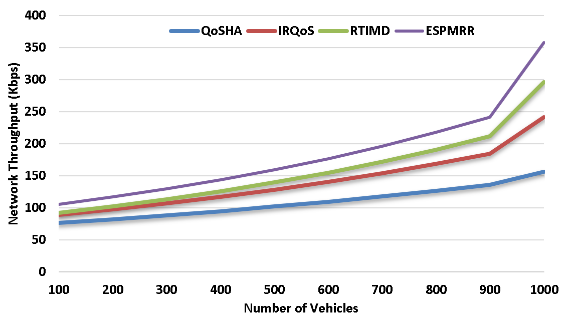 400
QoSHA IRQoS RTIMD ESPMRR
350
300
250
200
150
100
50
0
Network Throughput (Kbps)
100 200 300 400 500 600 700 800 900 1000
Number of Vehicles